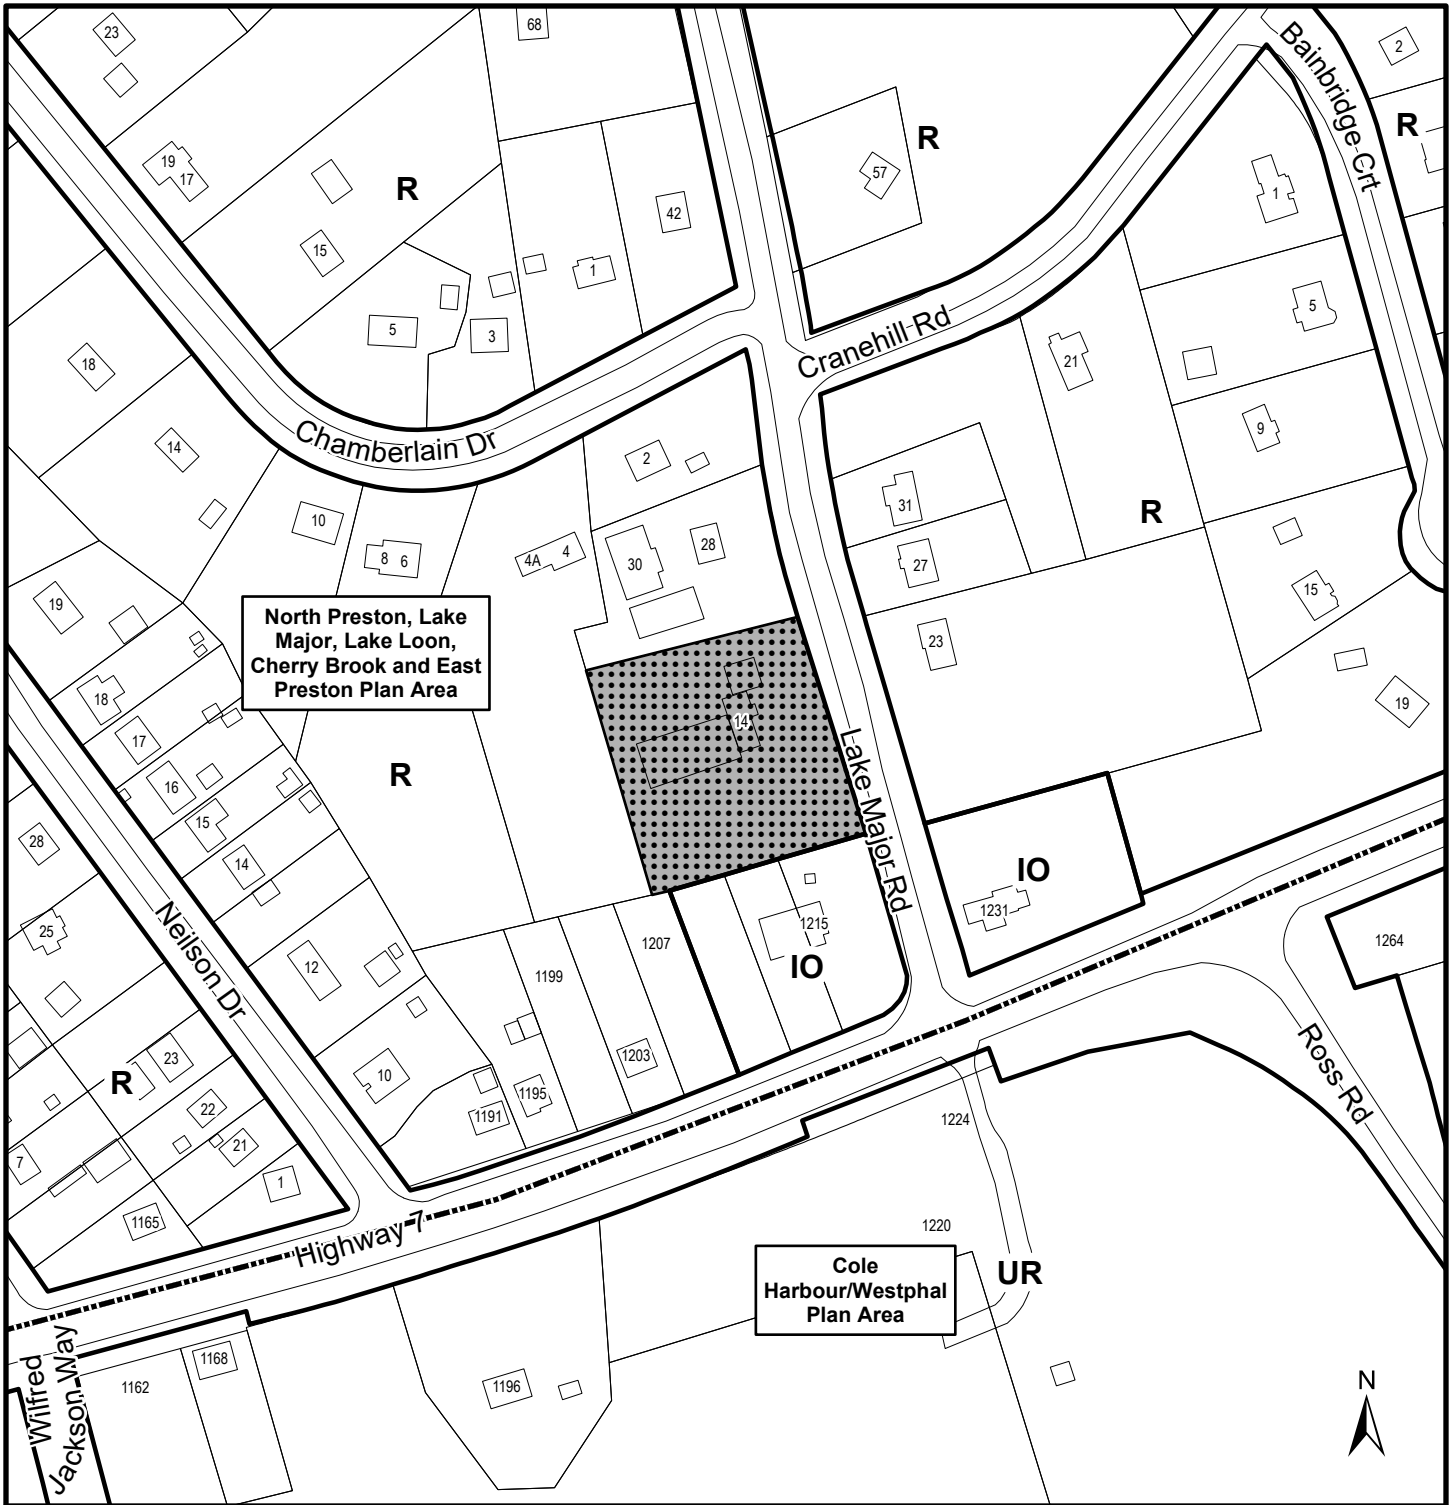 23
68
2
Bainbridge Crt
R
R
R
19
17
57
1
42
15
1
5
5
3
Cranehill Rd
21
18
9
Chamberlain Dr
14
2
31
R
10
28
4
4A
8
6
30
27
19
15
North Preston, Lake
Major, Lake Loon,
Cherry Brook and East
Preston Plan Area
23
18
19
14
17
Lake Major Rd
R
16
15
28
14
IO
1231
1215
25
Neilson Dr
1207
1264
IO
12
1199
Ross Rd
23
1203
R
10
1195
22
1191
1224
21
7
1
1165
1220
Highway 7
Cole
Harbour/Westphal
Plan Area
UR
1168
1162
1196
Wilfred
Jackson Way
N